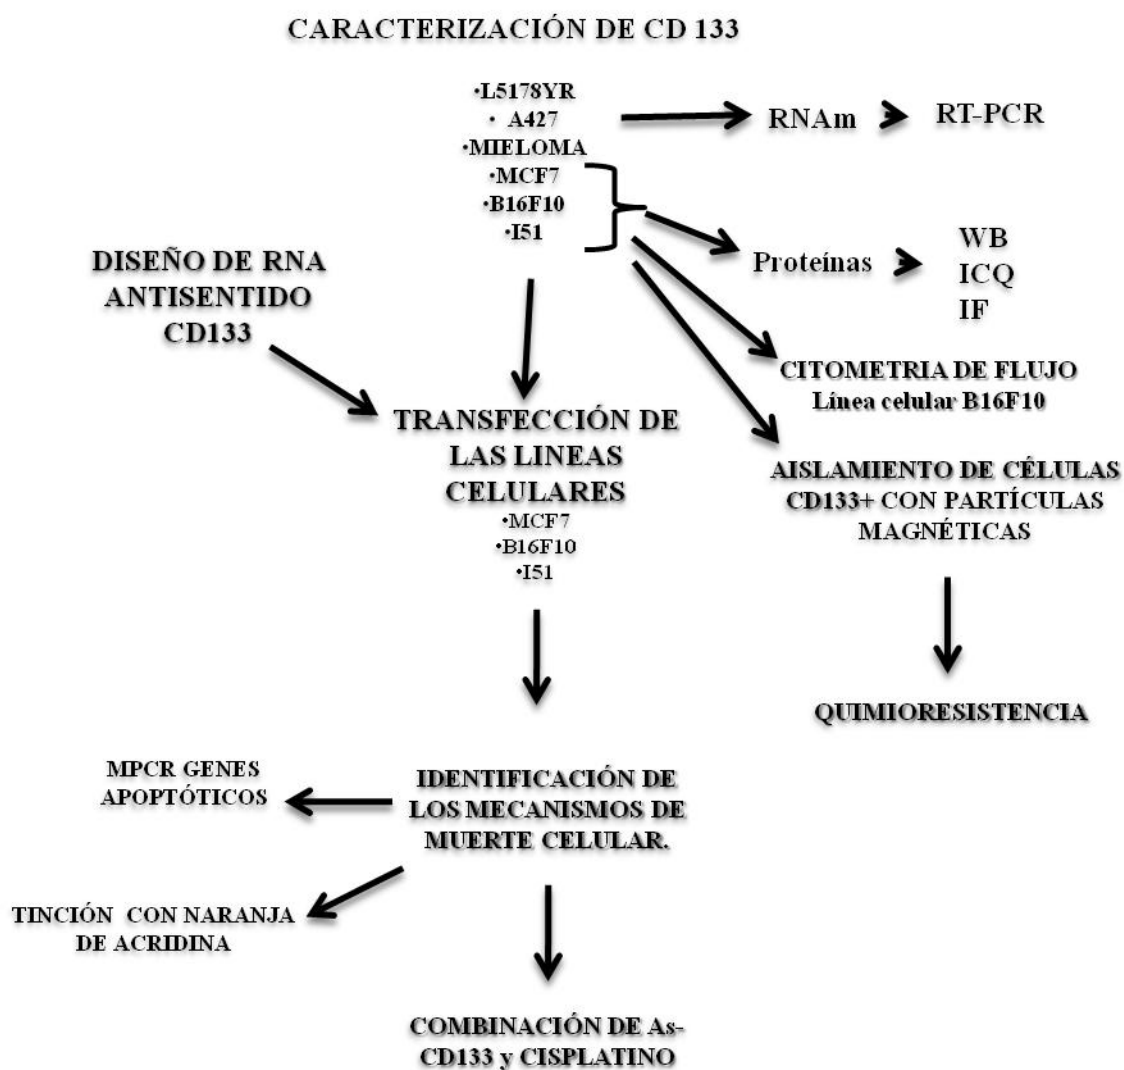 CARACTERIZACIÓN DE CD 133
•L5178YR
• A427
•MIELOMA
•MCF7
•B16F10
•I51
RNAm
RT-PCR
Proteínas
WB
ICQ
IF
DISEÑO DE RNA
ANTISENTIDO
CD133
CITOMETRIA DE FLUJO
Línea celular B16F10
TRANSFECCIÓN DE
LAS LINEAS
CELULARES
•MCF7
•B16F10
•I51
AISLAMIENTO DE CÉLULAS
CD133+ CON PARTÍCULAS
MAGNÉTICAS
QUIMIORESISTENCIA
MPCR GENES
APOPTÓTICOS
IDENTIFICACIÓN DE
LOS MECANISMOS DE
MUERTE CELULAR.
TINCIÓN CON NARANJA
DE ACRIDINA
COMBINACIÓN DE As-
CD133 y CISPLATINO